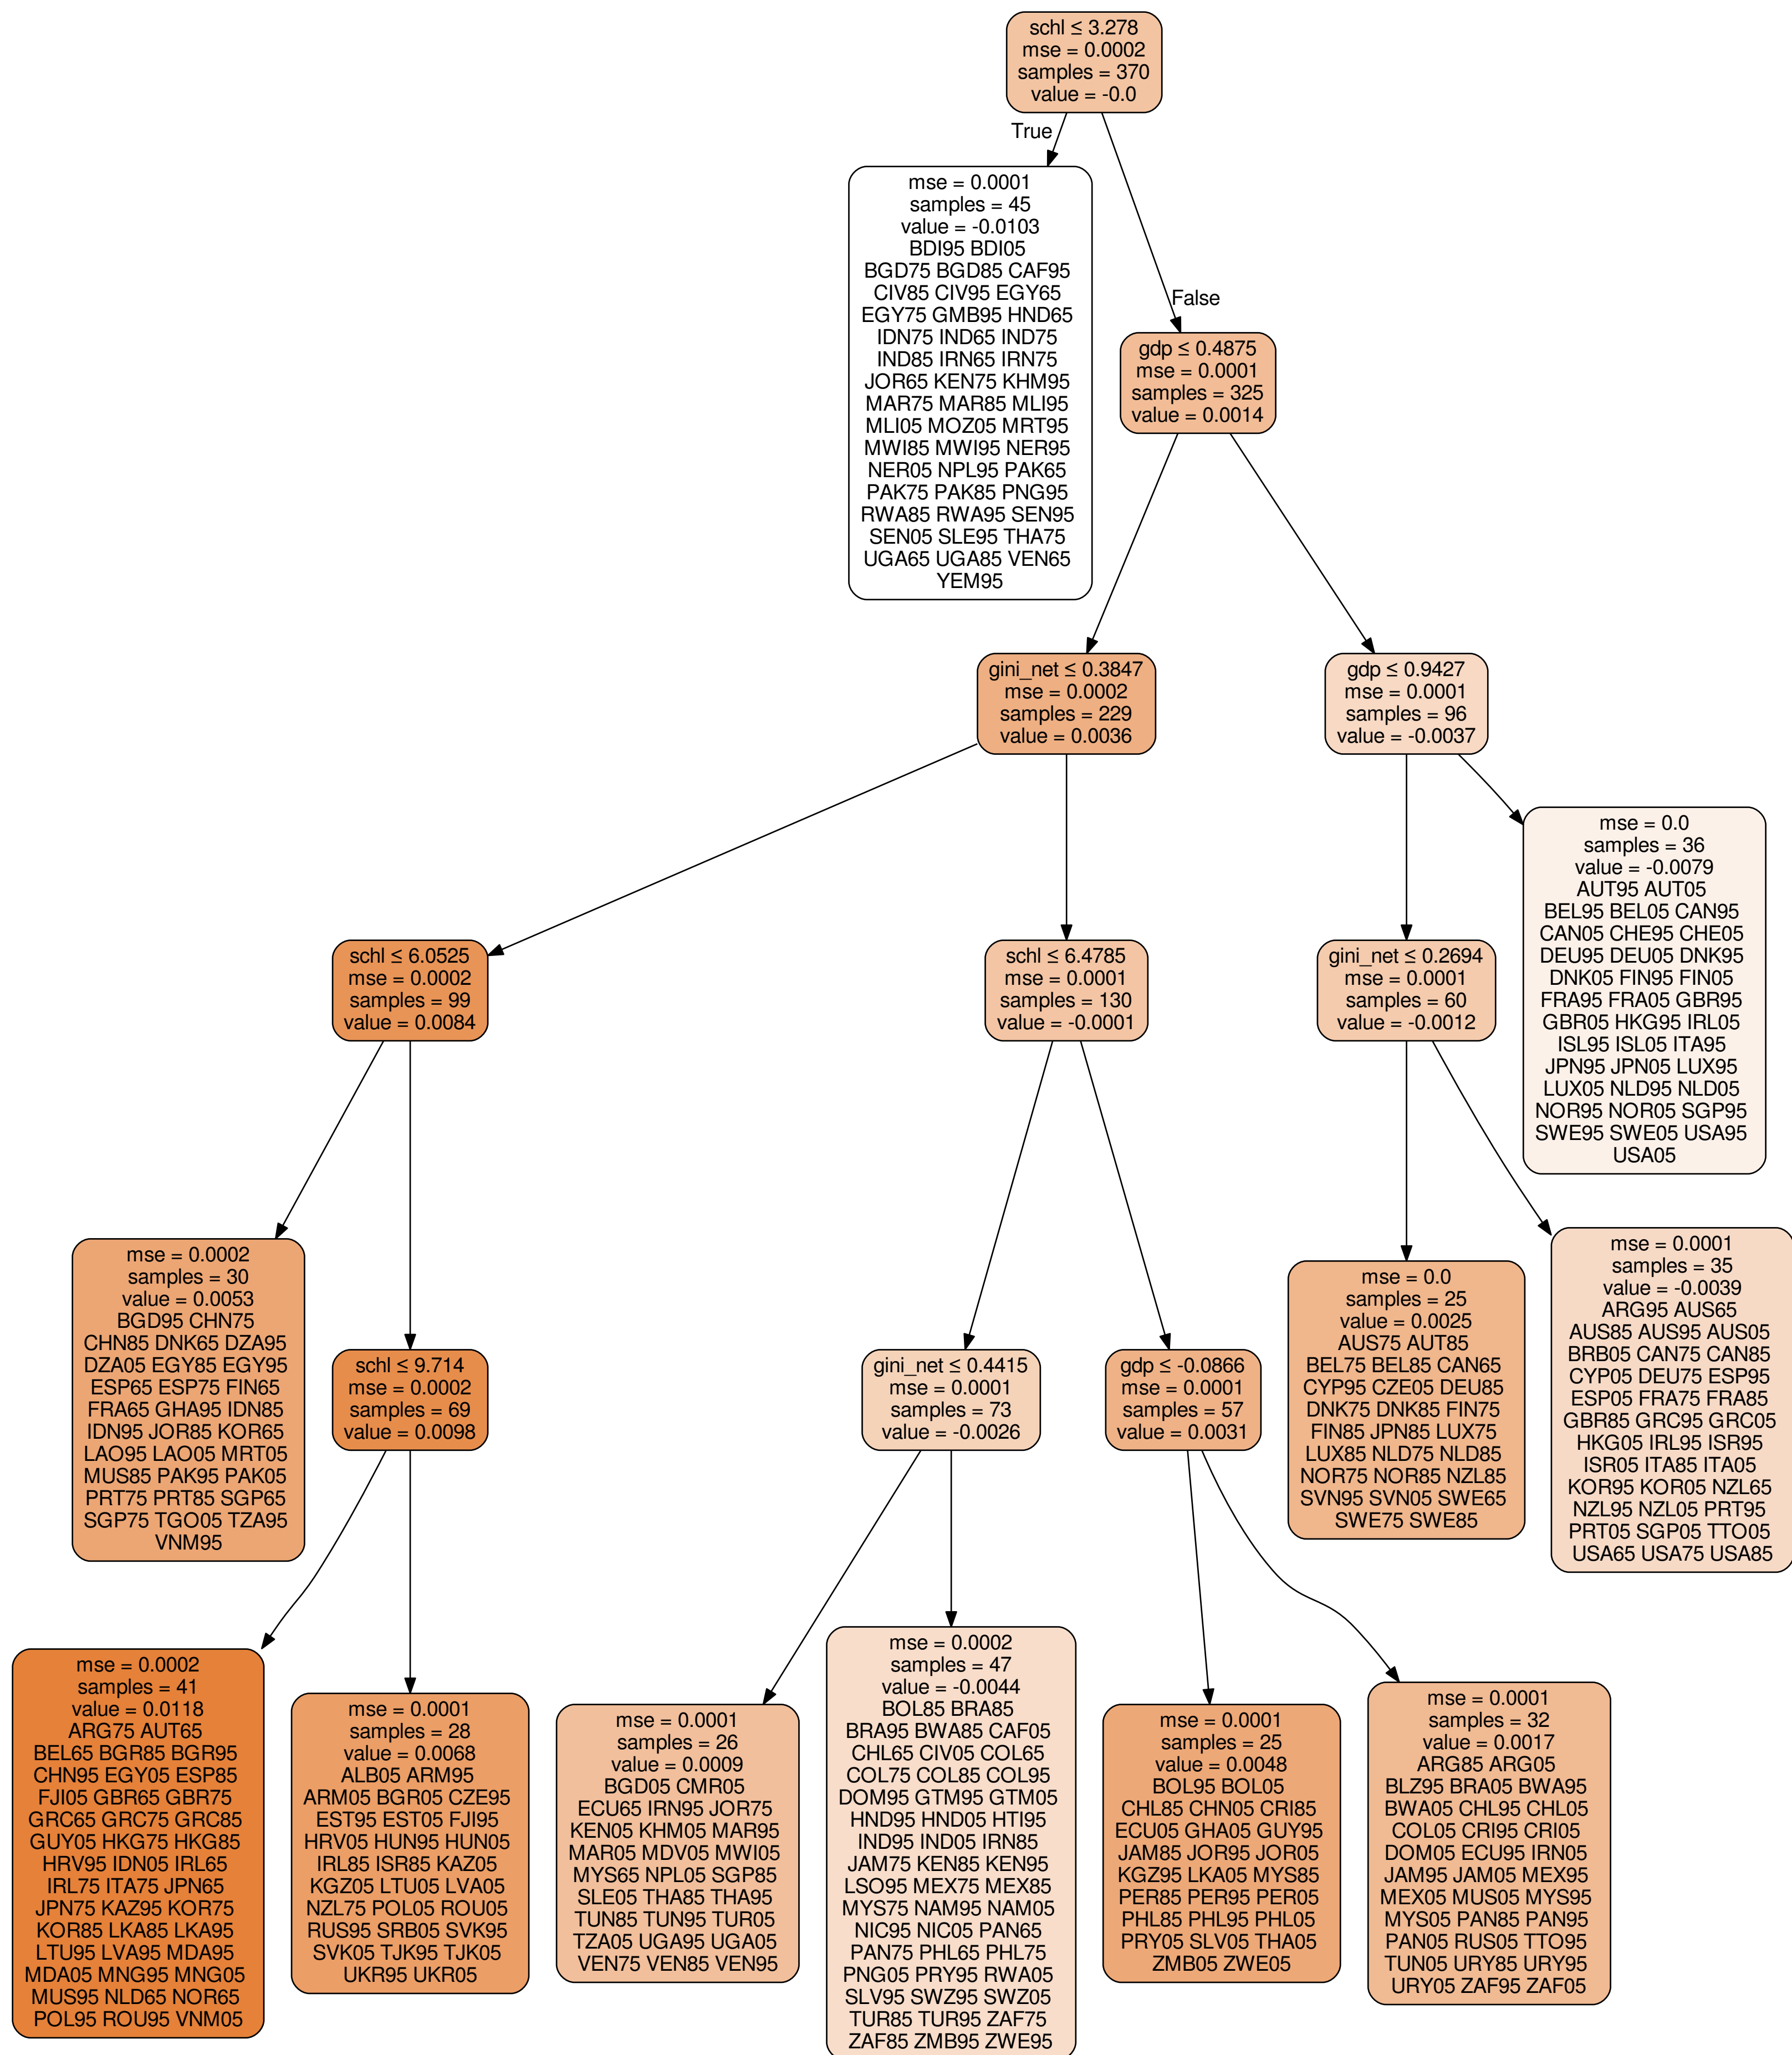 schl ≤ 3.278
mse = 0.0002
samples = 370
value = -0.0
True
False
mse = 0.0001
samples = 45
value = -0.0103
BDI95 BDI05
BGD75 BGD85 CAF95
CIV85 CIV95 EGY65
EGY75 GMB95 HND65
IDN75 IND65 IND75
IND85 IRN65 IRN75
JOR65 KEN75 KHM95
MAR75 MAR85 MLI95
MLI05 MOZ05 MRT95
MWI85 MWI95 NER95
NER05 NPL95 PAK65
PAK75 PAK85 PNG95
RWA85 RWA95 SEN95
SEN05 SLE95 THA75
UGA65 UGA85 VEN65
YEM95
gdp ≤ 0.4875
mse = 0.0001
samples = 325
value = 0.0014
gini_net ≤ 0.3847
mse = 0.0002
samples = 229
value = 0.0036
gdp ≤ 0.9427
mse = 0.0001
samples = 96
value = -0.0037
schl ≤ 6.0525
mse = 0.0002
samples = 99
value = 0.0084
schl ≤ 6.4785
mse = 0.0001
samples = 130
value = -0.0001
gini_net ≤ 0.2694
mse = 0.0001
samples = 60
value = -0.0012
mse = 0.0
samples = 36
value = -0.0079
AUT95 AUT05
BEL95 BEL05 CAN95
CAN05 CHE95 CHE05
DEU95 DEU05 DNK95
DNK05 FIN95 FIN05
FRA95 FRA05 GBR95
GBR05 HKG95 IRL05
ISL95 ISL05 ITA95
JPN95 JPN05 LUX95
LUX05 NLD95 NLD05
NOR95 NOR05 SGP95
SWE95 SWE05 USA95
USA05
mse = 0.0002
samples = 30
value = 0.0053
BGD95 CHN75
CHN85 DNK65 DZA95
DZA05 EGY85 EGY95
ESP65 ESP75 FIN65
FRA65 GHA95 IDN85
IDN95 JOR85 KOR65
LAO95 LAO05 MRT05
MUS85 PAK95 PAK05
PRT75 PRT85 SGP65
SGP75 TGO05 TZA95
VNM95
schl ≤ 9.714
mse = 0.0002
samples = 69
value = 0.0098
gini_net ≤ 0.4415
mse = 0.0001
samples = 73
value = -0.0026
gdp ≤ -0.0866
mse = 0.0001
samples = 57
value = 0.0031
mse = 0.0
samples = 25
value = 0.0025
AUS75 AUT85
BEL75 BEL85 CAN65
CYP95 CZE05 DEU85
DNK75 DNK85 FIN75
FIN85 JPN85 LUX75
LUX85 NLD75 NLD85
NOR75 NOR85 NZL85
SVN95 SVN05 SWE65
SWE75 SWE85
mse = 0.0001
samples = 35
value = -0.0039
ARG95 AUS65
AUS85 AUS95 AUS05
BRB05 CAN75 CAN85
CYP05 DEU75 ESP95
ESP05 FRA75 FRA85
GBR85 GRC95 GRC05
HKG05 IRL95 ISR95
ISR05 ITA85 ITA05
KOR95 KOR05 NZL65
NZL95 NZL05 PRT95
PRT05 SGP05 TTO05
USA65 USA75 USA85
mse = 0.0002
samples = 41
value = 0.0118
ARG75 AUT65
BEL65 BGR85 BGR95
CHN95 EGY05 ESP85
FJI05 GBR65 GBR75
GRC65 GRC75 GRC85
GUY05 HKG75 HKG85
HRV95 IDN05 IRL65
IRL75 ITA75 JPN65
JPN75 KAZ95 KOR75
KOR85 LKA85 LKA95
LTU95 LVA95 MDA95
MDA05 MNG95 MNG05
MUS95 NLD65 NOR65
POL95 ROU95 VNM05
mse = 0.0001
samples = 28
value = 0.0068
ALB05 ARM95
ARM05 BGR05 CZE95
EST95 EST05 FJI95
HRV05 HUN95 HUN05
IRL85 ISR85 KAZ05
KGZ05 LTU05 LVA05
NZL75 POL05 ROU05
RUS95 SRB05 SVK95
SVK05 TJK95 TJK05
UKR95 UKR05
mse = 0.0001
samples = 26
value = 0.0009
BGD05 CMR05
ECU65 IRN95 JOR75
KEN05 KHM05 MAR95
MAR05 MDV05 MWI05
MYS65 NPL05 SGP85
SLE05 THA85 THA95
TUN85 TUN95 TUR05
TZA05 UGA95 UGA05
VEN75 VEN85 VEN95
mse = 0.0002
samples = 47
value = -0.0044
BOL85 BRA85
BRA95 BWA85 CAF05
CHL65 CIV05 COL65
COL75 COL85 COL95
DOM95 GTM95 GTM05
HND95 HND05 HTI95
IND95 IND05 IRN85
JAM75 KEN85 KEN95
LSO95 MEX75 MEX85
MYS75 NAM95 NAM05
NIC95 NIC05 PAN65
PAN75 PHL65 PHL75
PNG05 PRY95 RWA05
SLV95 SWZ95 SWZ05
TUR85 TUR95 ZAF75
ZAF85 ZMB95 ZWE95
mse = 0.0001
samples = 25
value = 0.0048
BOL95 BOL05
CHL85 CHN05 CRI85
ECU05 GHA05 GUY95
JAM85 JOR95 JOR05
KGZ95 LKA05 MYS85
PER85 PER95 PER05
PHL85 PHL95 PHL05
PRY05 SLV05 THA05
ZMB05 ZWE05
mse = 0.0001
samples = 32
value = 0.0017
ARG85 ARG05
BLZ95 BRA05 BWA95
BWA05 CHL95 CHL05
COL05 CRI95 CRI05
DOM05 ECU95 IRN05
JAM95 JAM05 MEX95
MEX05 MUS05 MYS95
MYS05 PAN85 PAN95
PAN05 RUS05 TTO95
TUN05 URY85 URY95
URY05 ZAF95 ZAF05